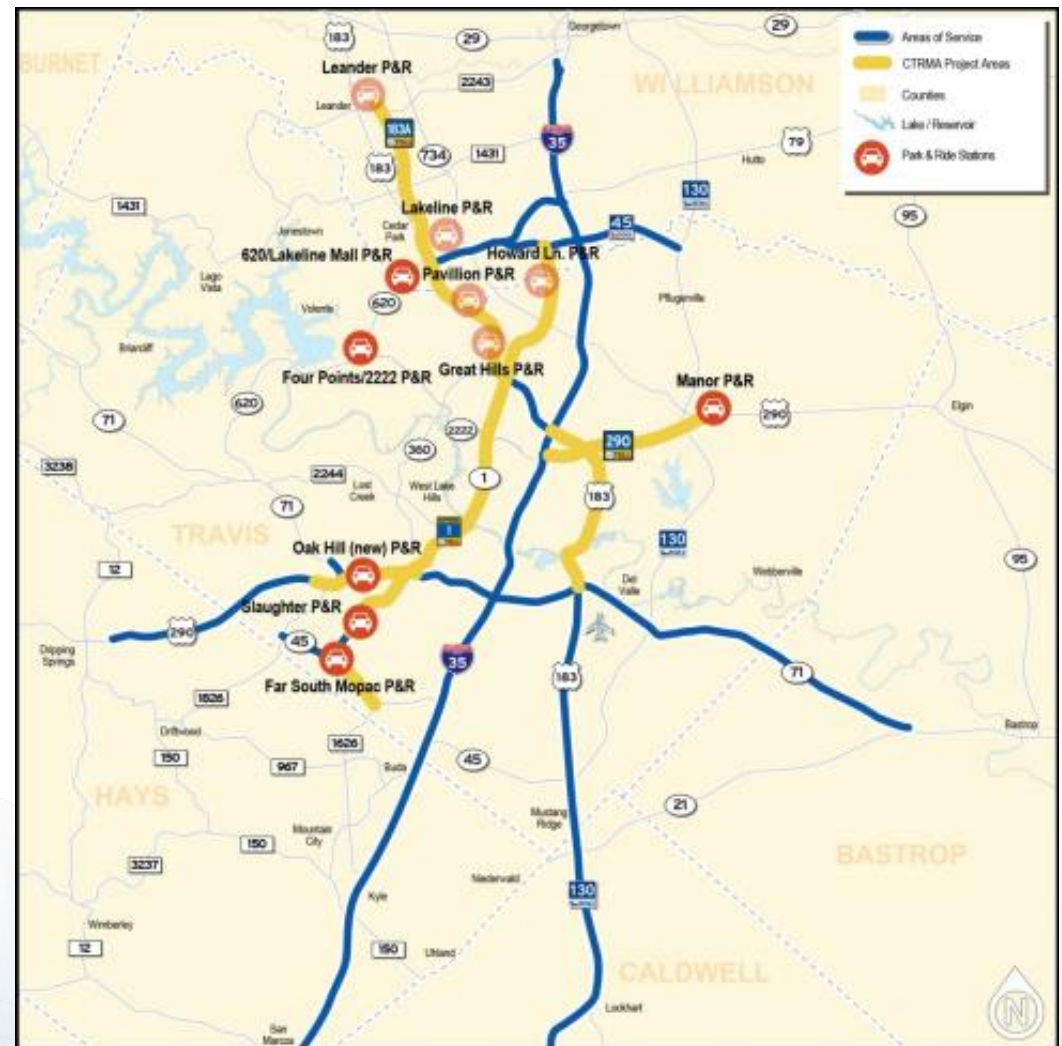 183
29
Georgetown
29
BURNET
Leander P&R
WILLIAMSON
2243
Leander
183A
35
183
734
1431
79
Hutto
130
1431
Lakeline P&R
95
Jonestown
Cedar
Park
45
620/Lakeline Mall P&R
Howard Ln. P&R
Lago
Vista
Pavillion P&R
620
Pflugerville
Volente
Briarcliff
Four Points/2222 P&R
Great Hills P&R
Manor P&R
620
290
Elgin
71
2222
290
360
3238
2244
Lost
Creek
West Lake
Hills
1
183
71
TRAVIS
1
130
95
Oak Hill (new) P&R
12
Del
Valle
Webberville
Slaughter P&R
290
45
Dripping
Springs
35
183
71
Far South Mopac P&R
1826
Driftwood
Bastrop
150
1626
967
Buda
45
HAYS
21
Mustang
Ridge
Mountain
City
150
BASTROP
3237
Niederwald
130
Kyle
Wimberley
12
150
Uhland
CALDWELL
Lockhart
San
Marcos
N
Areas of Service
CTRMA Project Areas
Counties
Lake / Reservoir
Park & Ride Stations